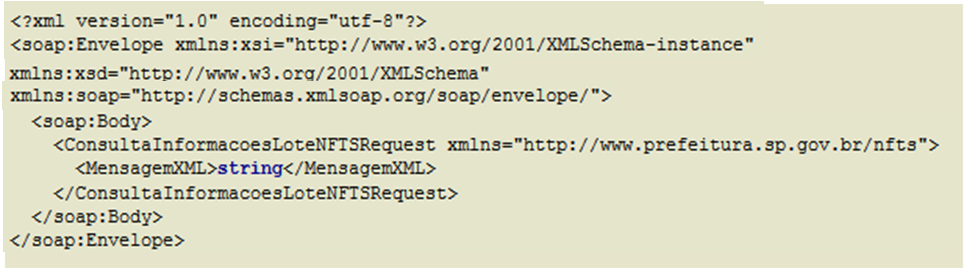 <?xml version="1.0" encoding="utf-8"?>
<soap:Envelope xmlns:xsi="http://www.w3.org/2001/XMLSchema-instance"
xmlns:xsd="http://www.w3.org/2001/XMLSchema"
xmlns:soap="http://schemas.xmlsoap.org/soap/envelope/">
  <soap:Body>
    <ConsultaInformacoesLoteNFTSRequest xmlns="http://www.prefeitura.sp.gov.br/nfts">
      <MensagemXML>string</MensagemXML>
    </ConsultaInformacoesLoteNFTSRequest>
  </soap:Body>
</soap:Envelope>